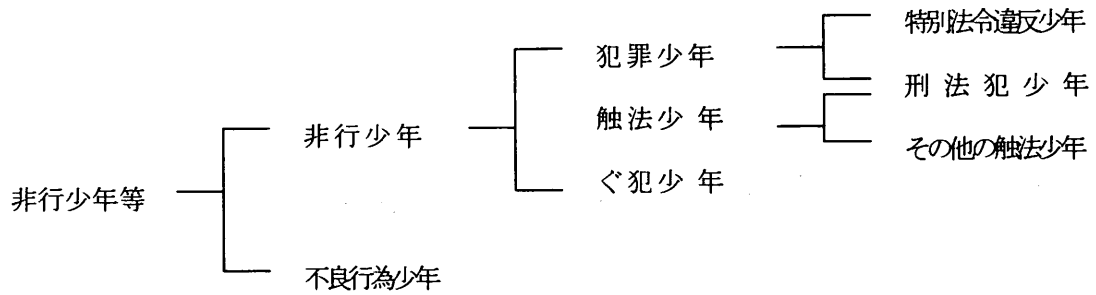 特別法令違反少年
犯罪少年
刑法犯少年
触法少年
非行少年
その他の触法少年
ぐ犯少年
非行少年等
不良行為少年